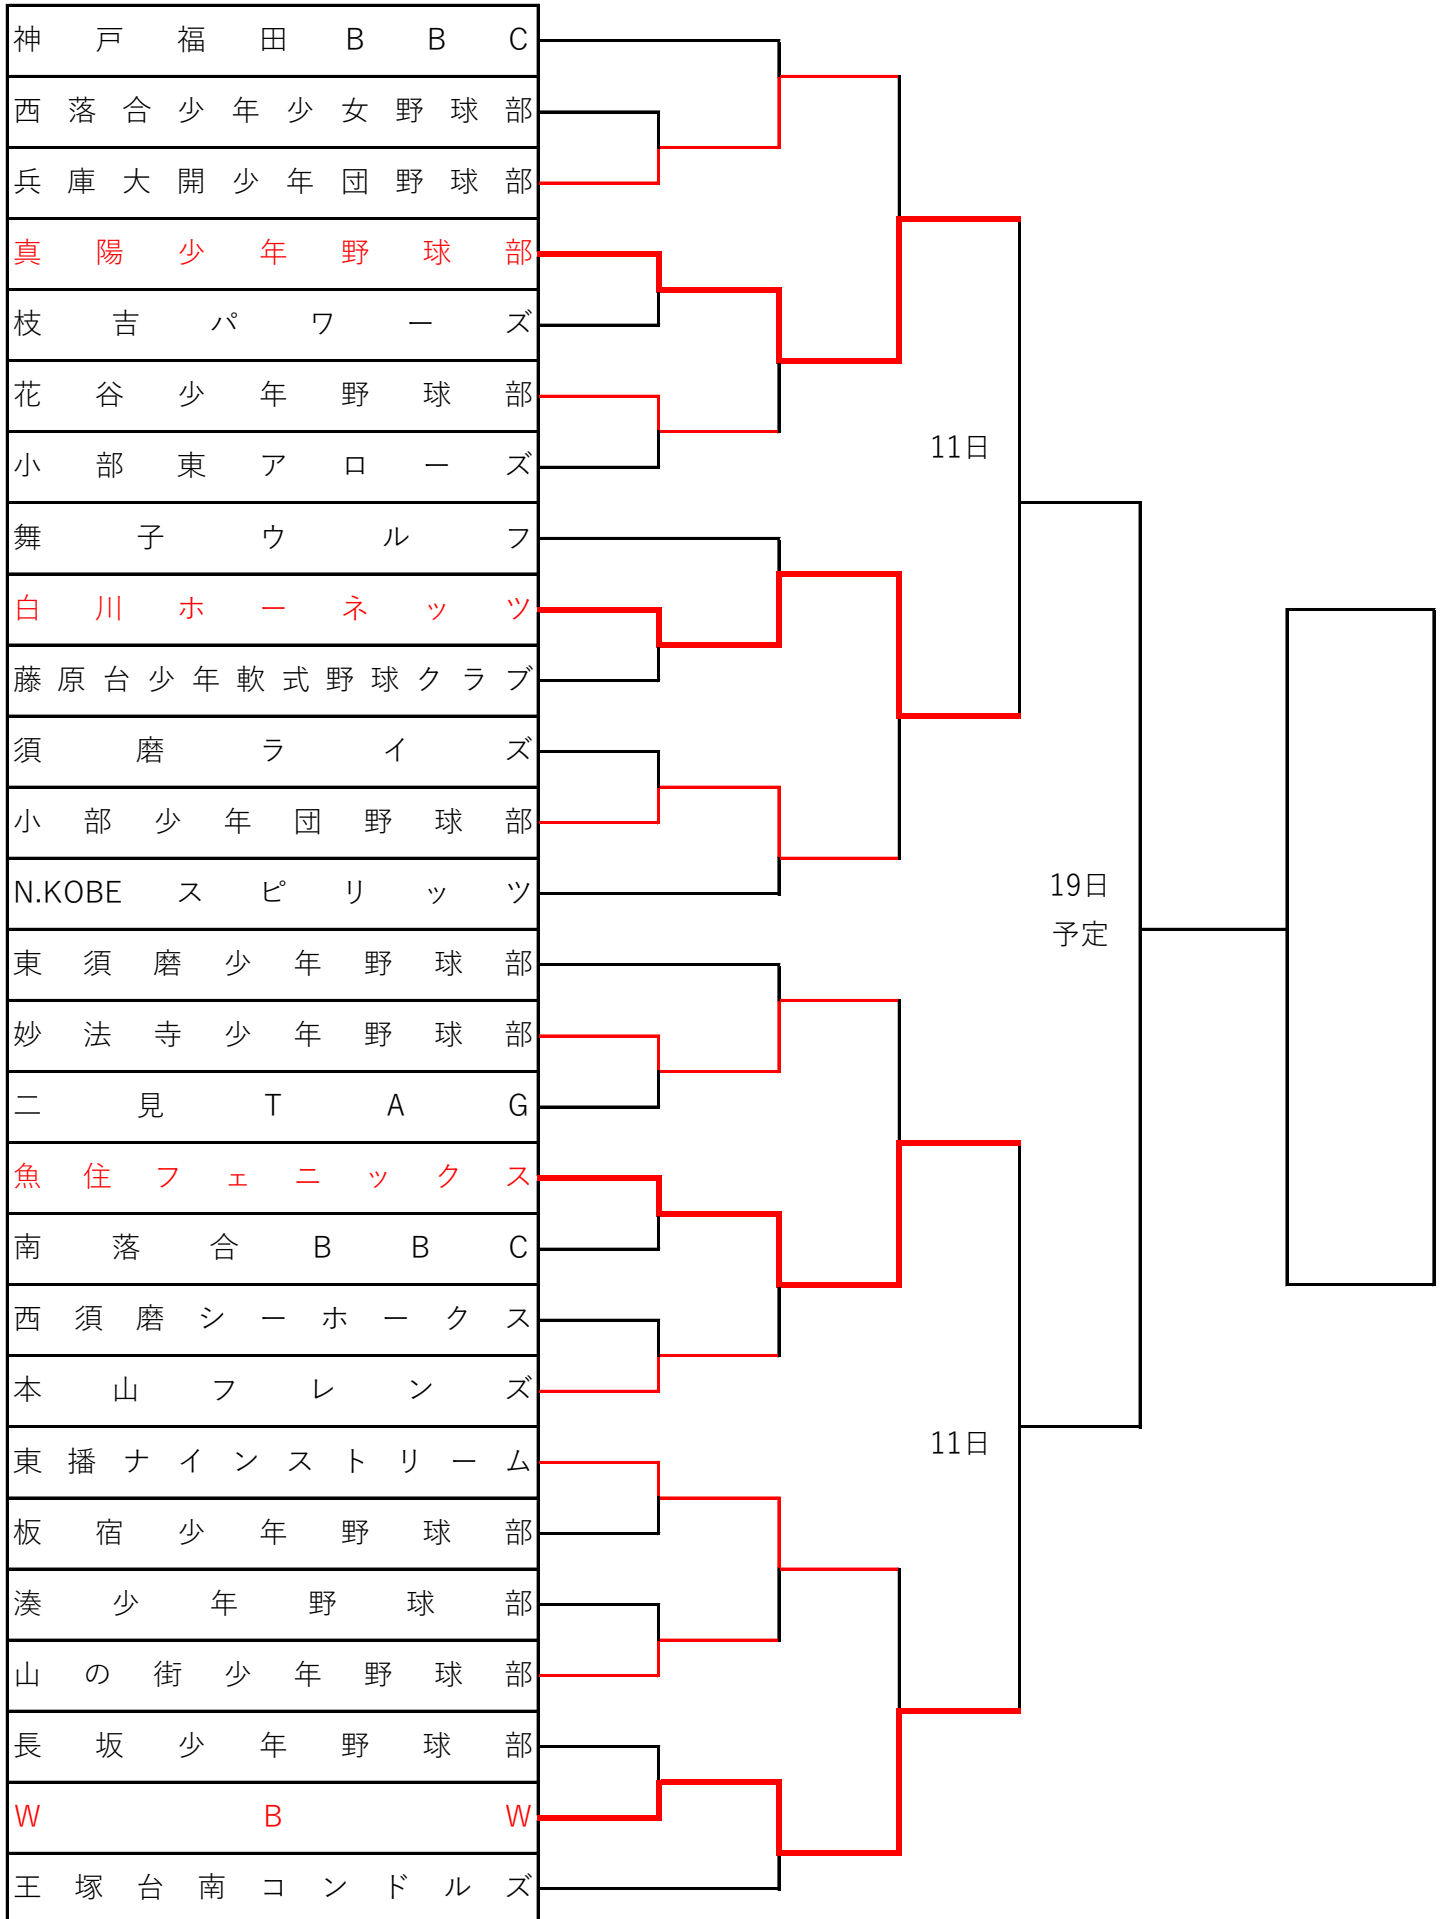 神戸福田BBC
西落合少年少女野球部
兵庫大開少年団野球部
真陽少年野球部
枝吉パワーズ
花谷少年野球部
11日
小部東アローズ
舞子ウルフ
白川ホーネッツ
藤原台少年軟式野球クラブ
須磨ライズ
小部少年団野球部
N.KOBEスピリッツ
19日
予定
東須磨少年野球部
妙法寺少年野球部
二見TAG
魚住フェニックス
南落合BBC
西須磨シーホークス
本山フレンズ
11日
東播ナインストリーム
板宿少年野球部
湊少年野球部
山の街少年野球部
長坂少年野球部
WBW
王塚台南コンドルズ